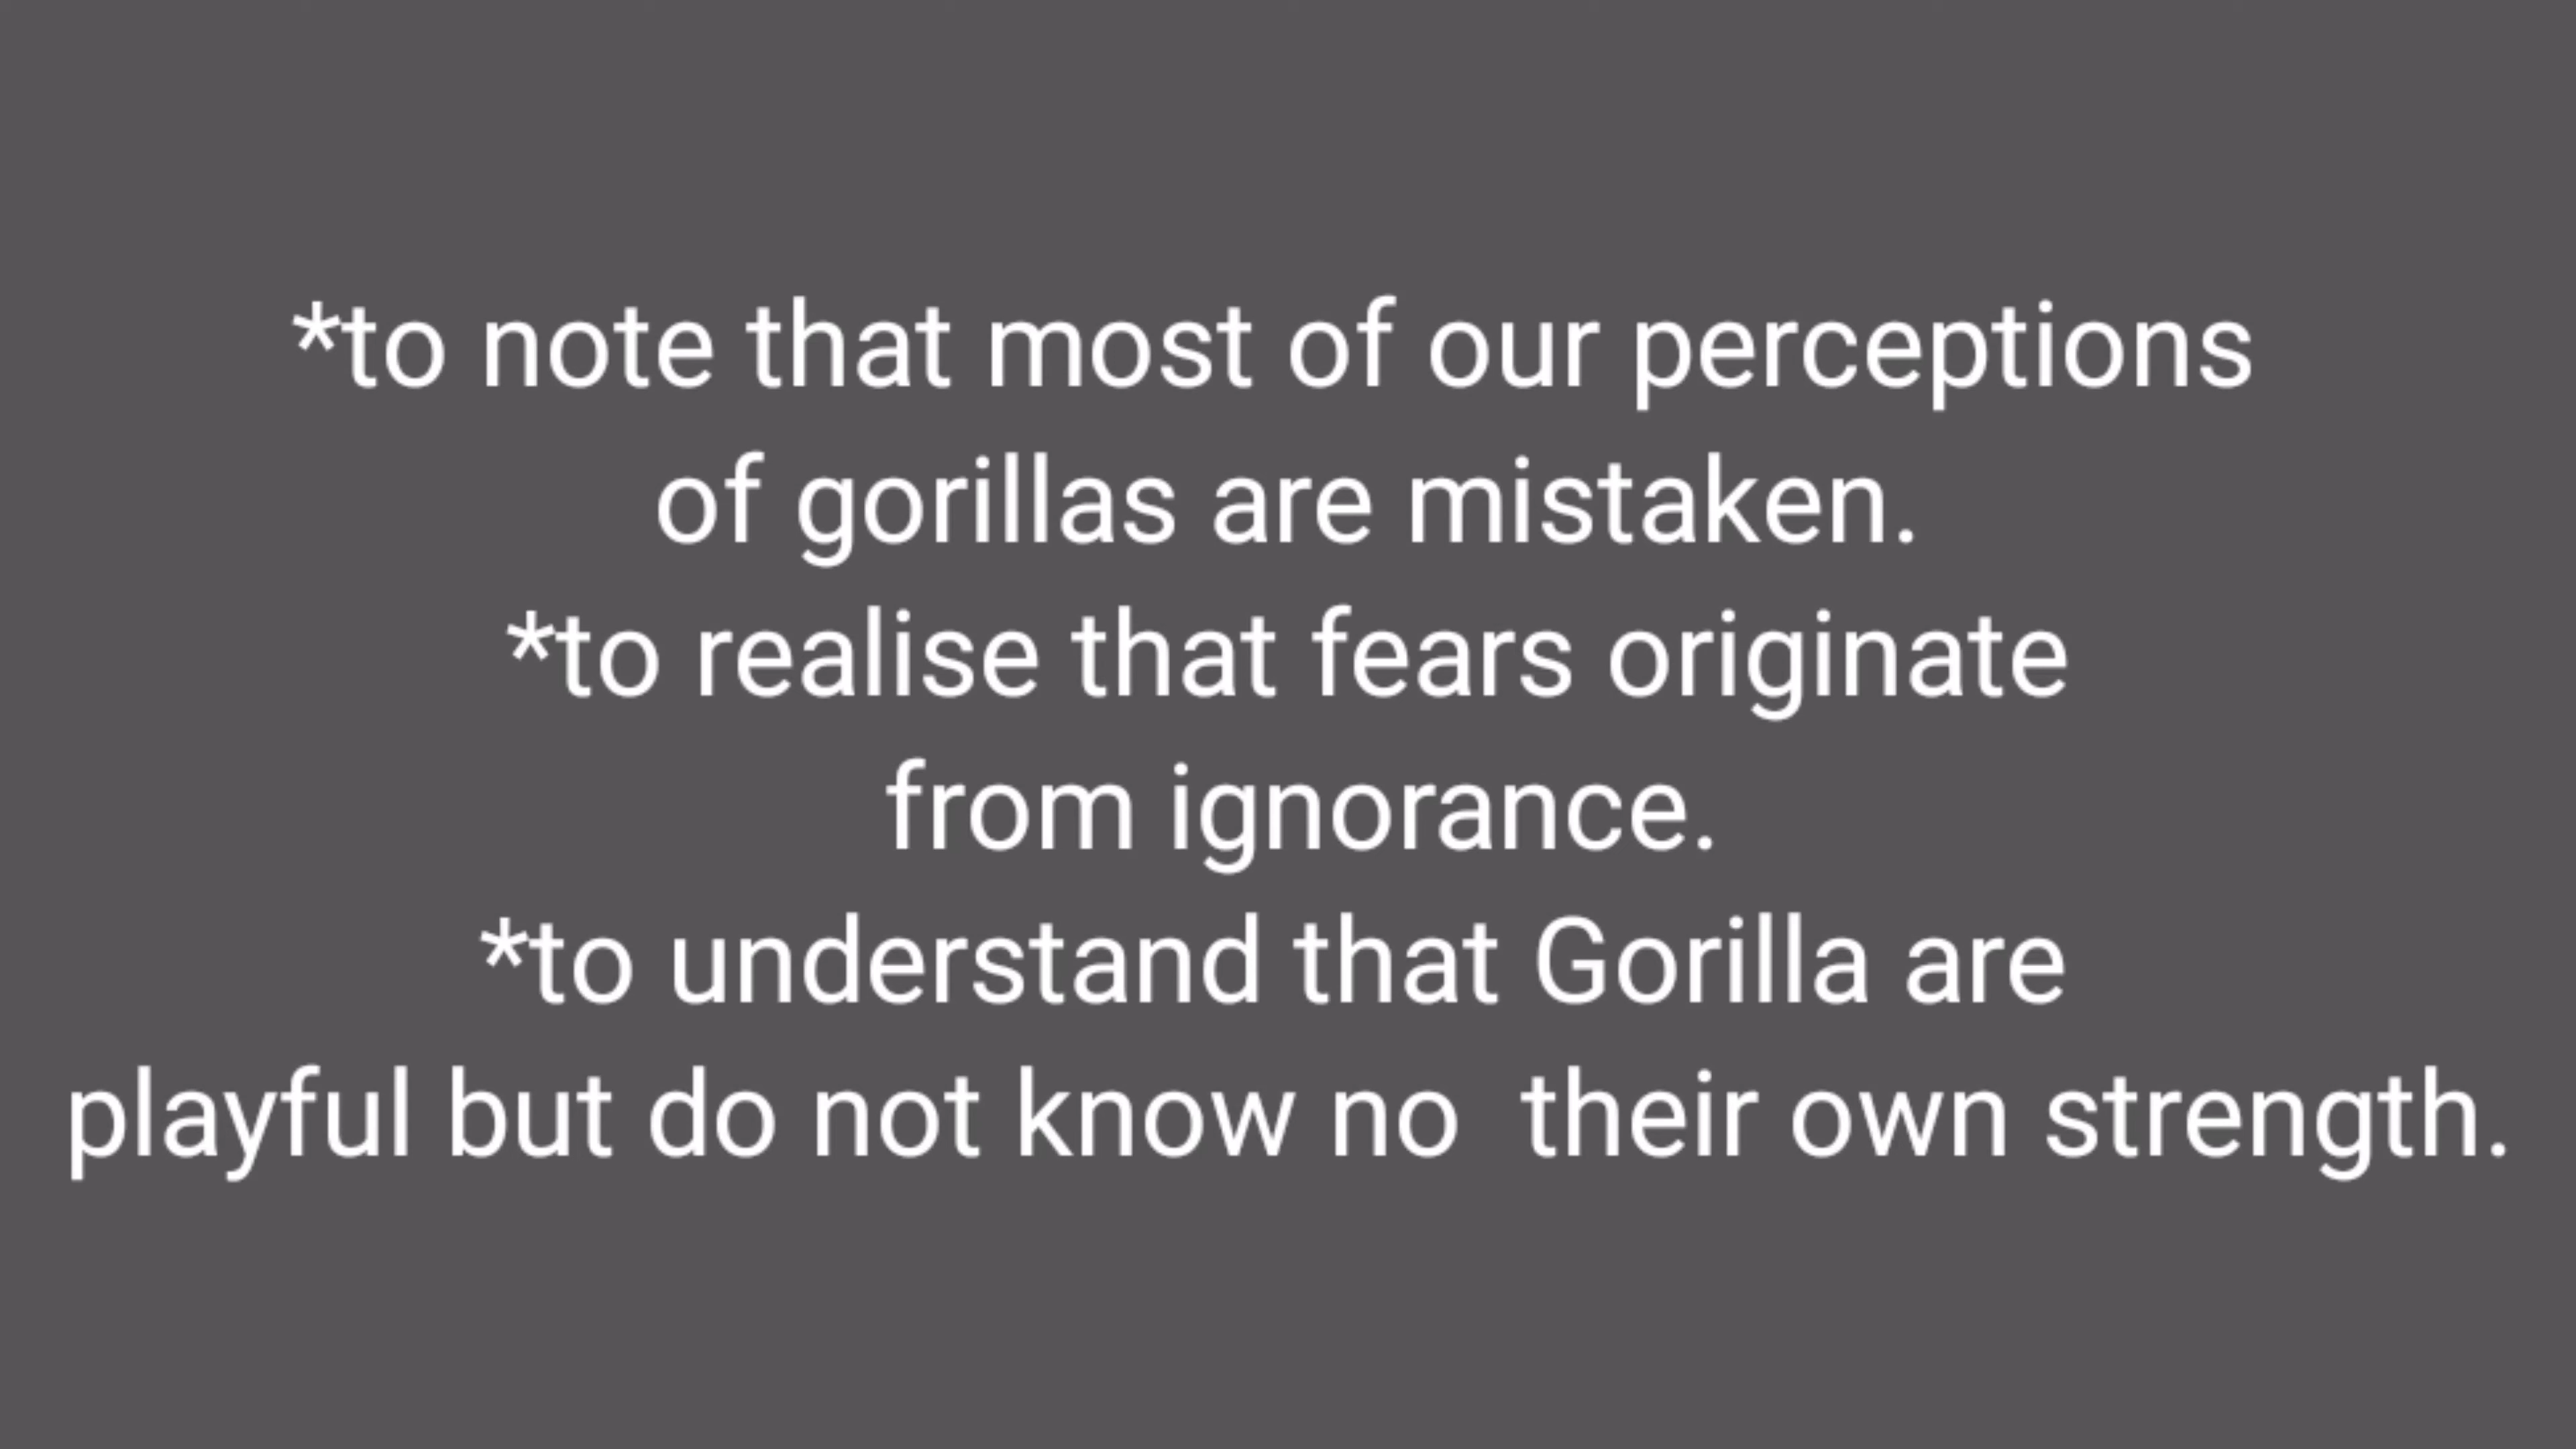 *to note that most of our perceptions
of gorillas are mistaken.
*to realise that fears originate
from ignorance.
*to understand that Gorilla are
playful but do not know no  their own strength.